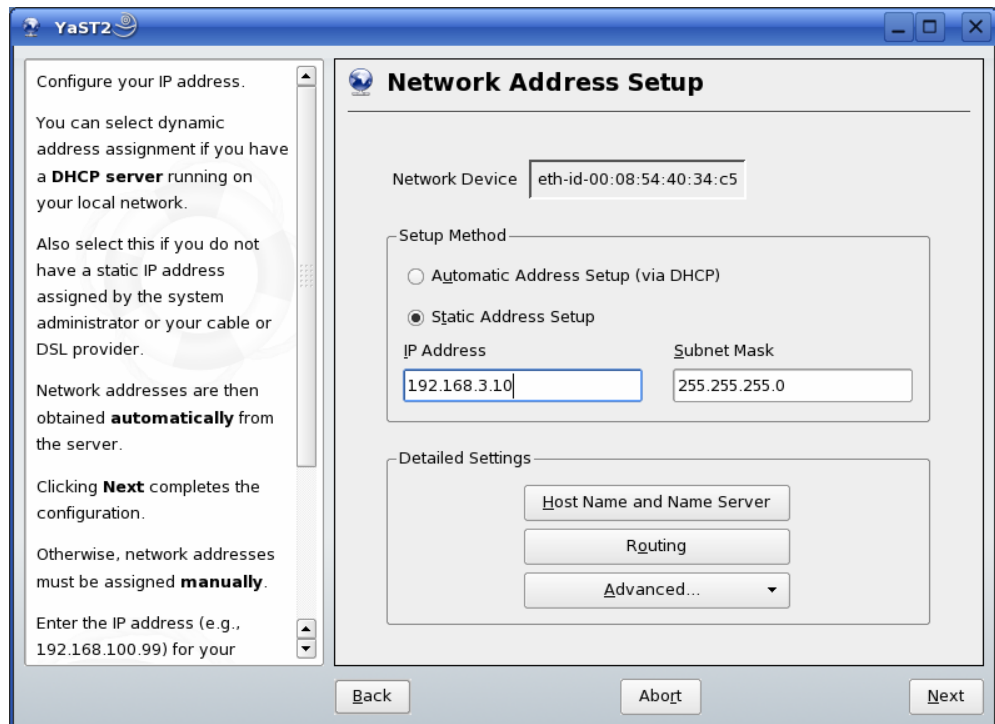 YaST2
Configure your IP address.
You can select dynamic
address assignment if you have
a DHCP server running on
your local network.
Also select this if you do not
have a static IP address
assigned by the system
administrator or your cable or
DSL provider.
Network addresses are then
obtained automatically from
the server.
Clicking Next completes the
configuration.
Otherwise, network addresses
must be assigned manually.
Enter the IP address (e.g.,
192.168.100.99) for your
Network Address Setup
Network Device eth-id-00:08:54:40:34:c5
Setup Method
Automatic Address Setup (via DHCP)
Static Address Setup
IP Address Subnet Mask
192.168.3.10 255.255.255.0
Detailed Settings
Host Name and Name Server
Routing
Advanced...
Back Abort Next